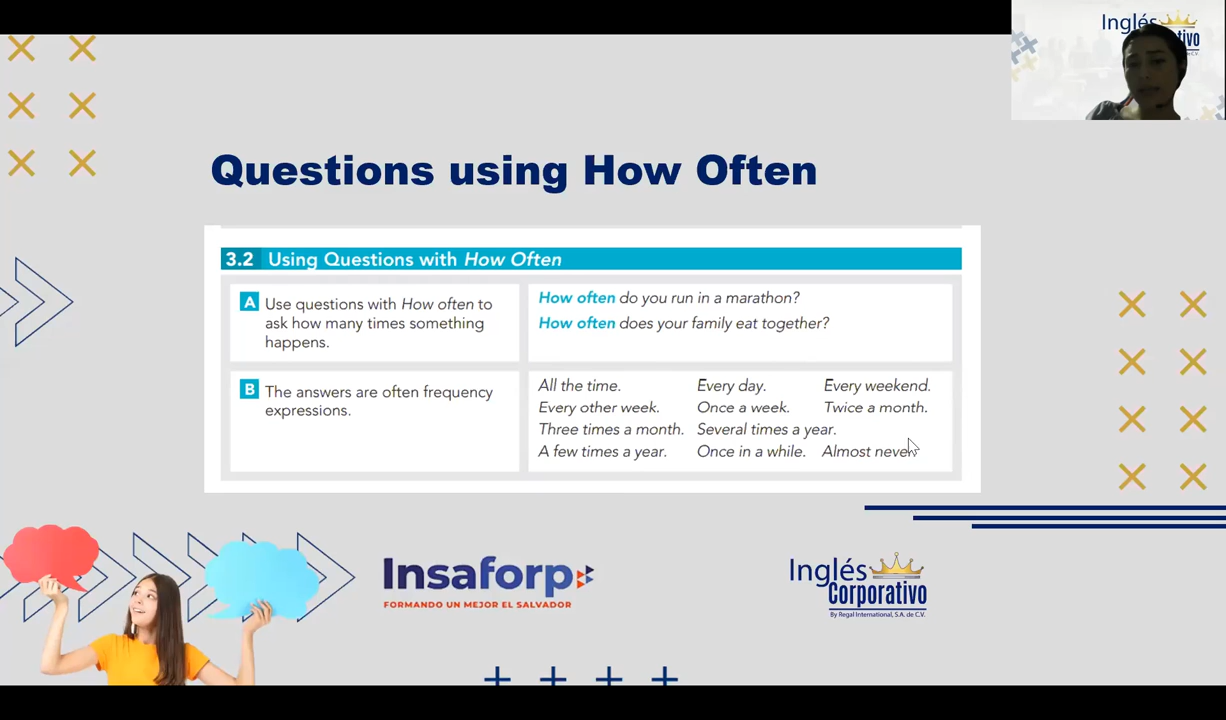 Inglés
Questions using How Often
3.2 Using Questions with How Often
A Use questions with How often to
ask how many times something
happens.
How often do you run in a marathon?
How often does your family eat together?
B The answers are often frequency
expressions.
All the time. Every day. Every weekend.
Every other week. Once a week. Twice a month.
Three times a month. Several times a year.
A few times a year. Once in a while. Almost never.
Insaforp
FORMANDO UN MEJOR EL SALVADOR
Inglés
Corporativo
By Regal International, S.A. de C.V.